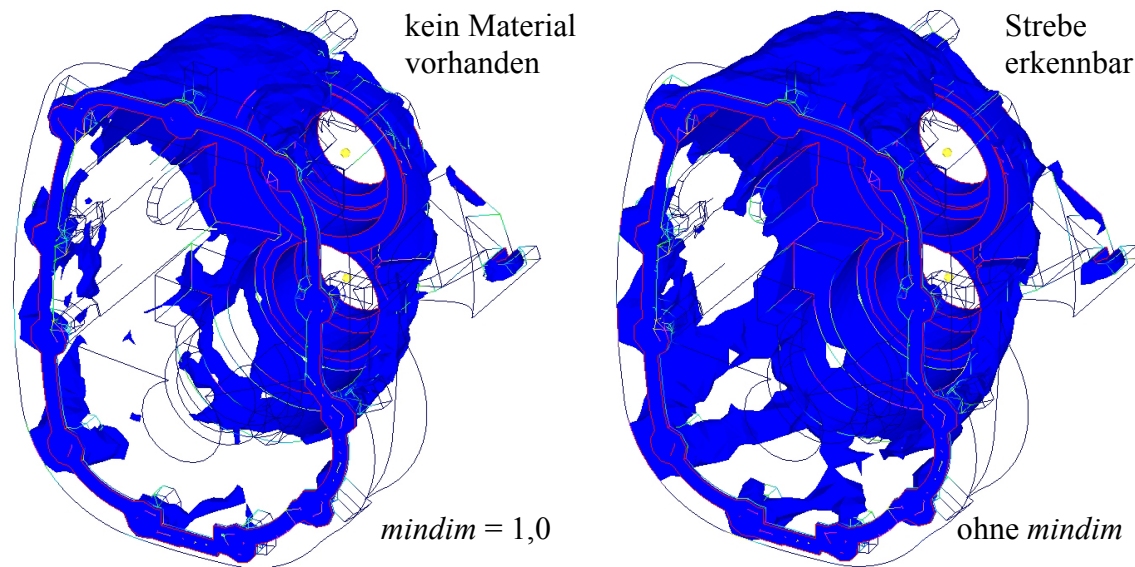 kein Material
vorhanden
Strebe
erkennbar
mindim = 1,0
ohne mindim